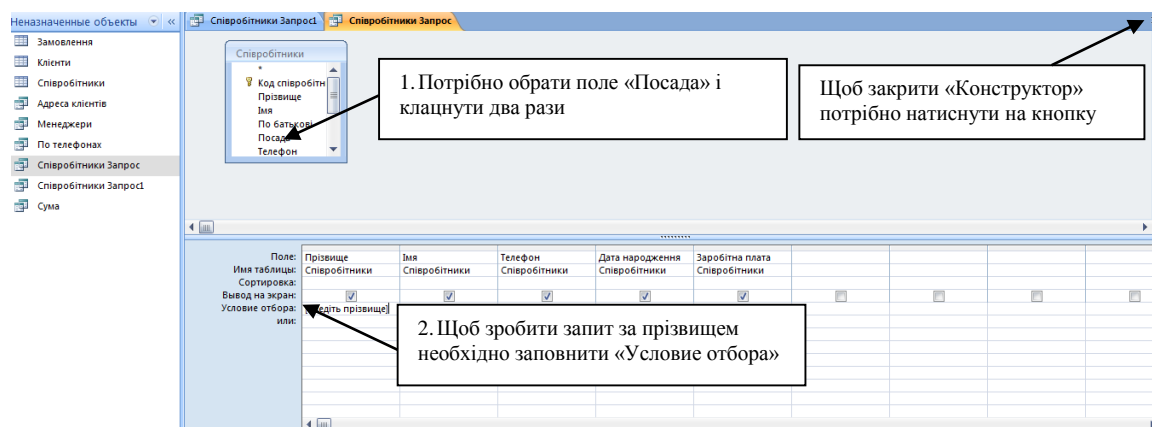 Неназначенные объекты
Замовлення
Клієнти
Співробітники
Адреса клієнтів
Менеджери
По телефонах
Співробітники Запрос
Співробітники Запрос1
Сума
Співробітники Запрос1 Співробітники Запрос
Співробітники
*
Код співробітн
Прізвище
Імя
По батькові
Посада
Телефон
1. Потрібно обрати поле «Посада» і
клацнути два рази
Щоб закрити «Конструктор»
потрібно натиснути на кнопку
Поле: Прізвище Імя Телефон Дата народження Заробітна плата
Имя таблицы: Співробітники Співробітники Співробітники Співробітники Співробітники
Сортировка:
Вывод на экран:
Условие отбора: прізвище]
или:
2. Щоб зробити запит за прізвищем
необхідно заповнити «Условие отбора»